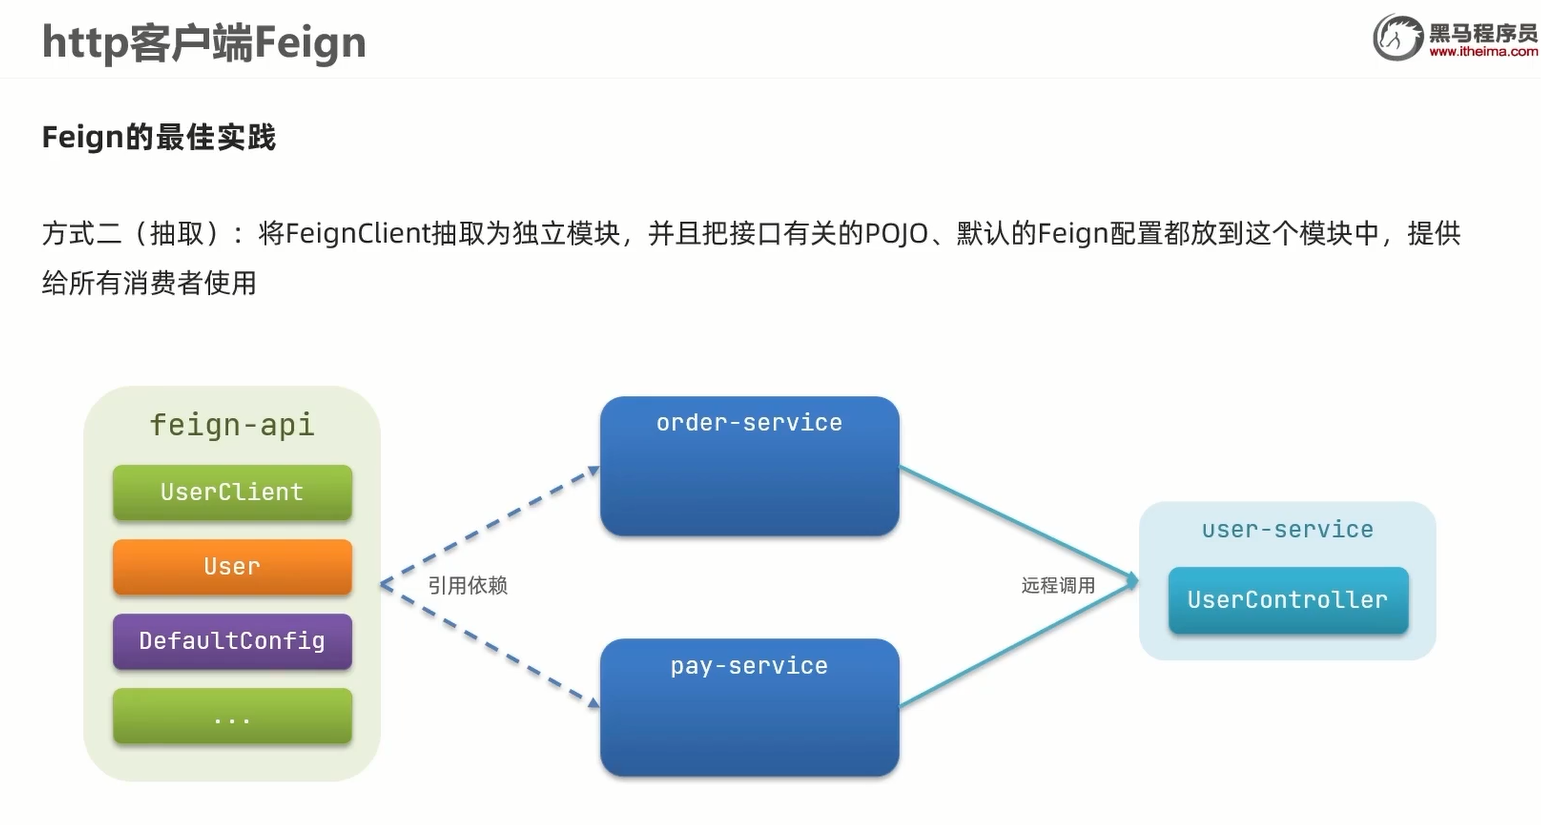 http客户端Feign
黑马程序员
www.itheima.com
Feign的最佳实践
方式二（抽取）：将FeignClient抽取为独立模块，并且把接口有关的POJO、默认的Feign配置都放到这个模块中，提供
给所有消费者使用
feign-api
UserClient
User
DefaultConfig
...
引用依赖
order-service
pay-service
远程调用
user-service
UserController